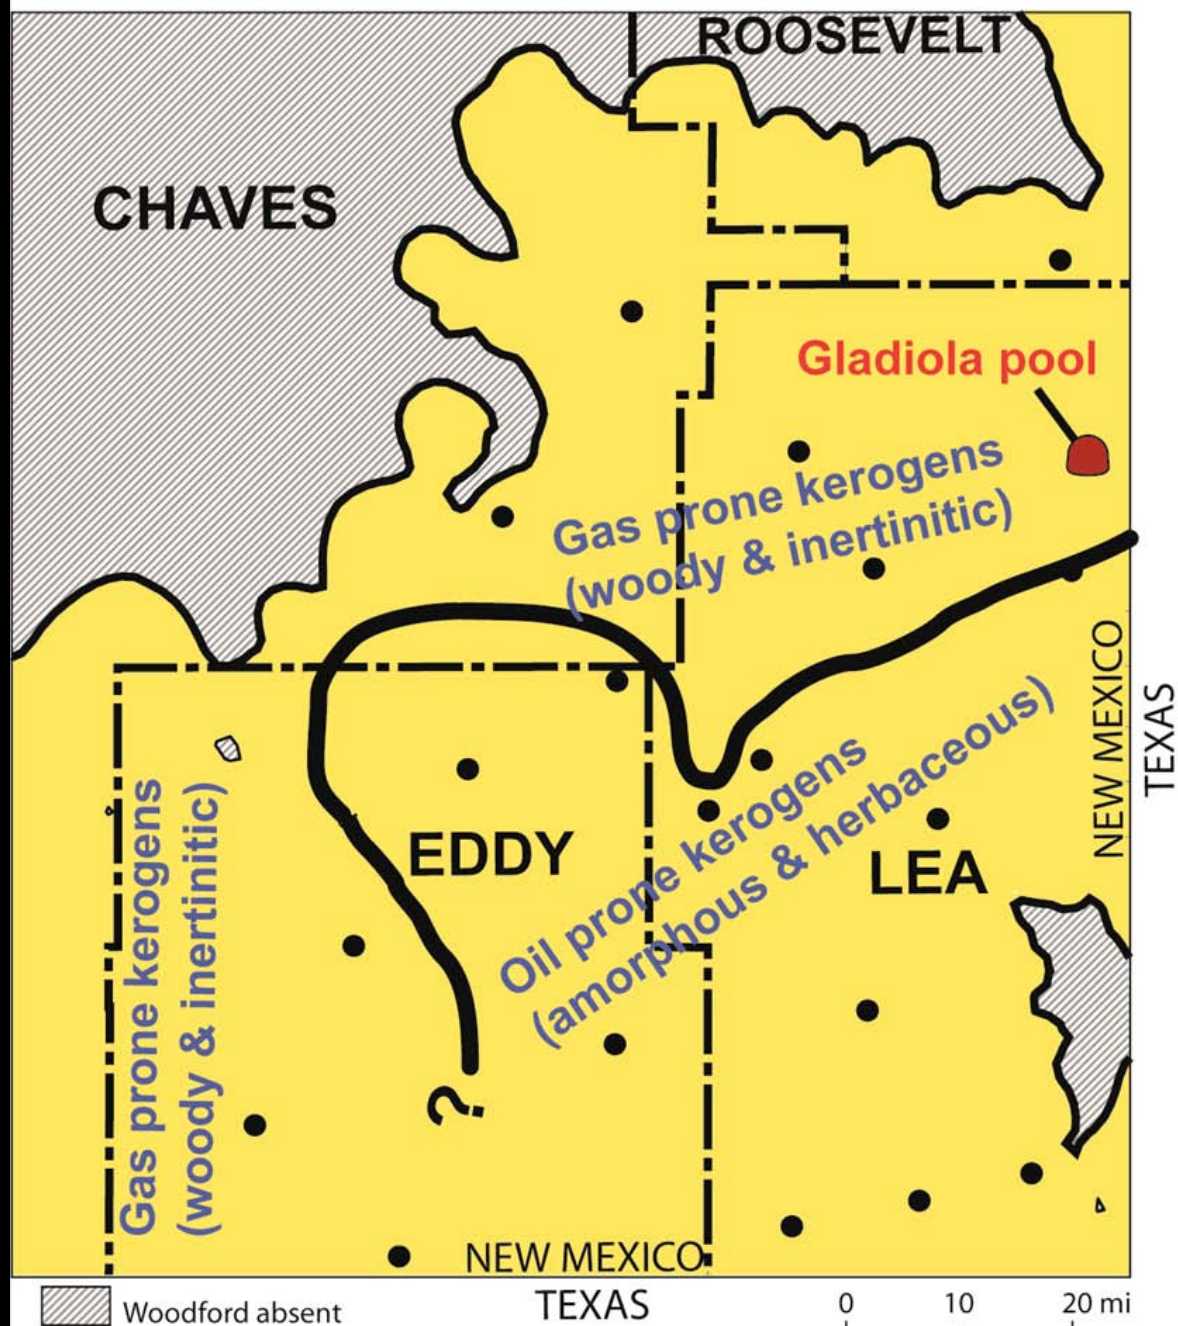 ROOSEVELT
CHAVES
Gladiola pool
Gas prone kerogens
(woody & inertinitic)
NEW MEXICO
TEXAS
Gas prone kerogens
(woody & inertinitic)
EDDY
Oil prone kerogens
(amorphous & herbaceous)
LEA
?
NEW MEXICO
TEXAS
Woodford absent
0 10 20 mi